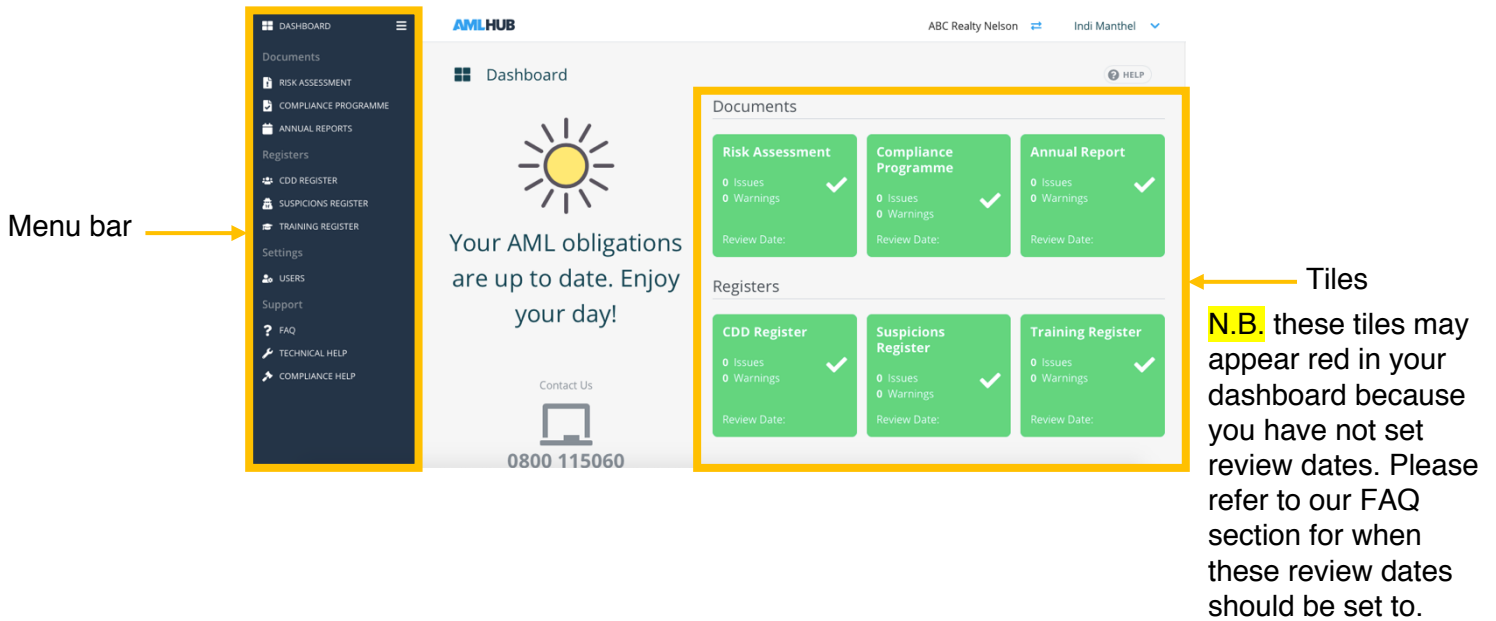 DASHBOARD
Documents
RISK ASSESSMENT
COMPLIANCE PROGRAMME
ANNUAL REPORTS
Registers
CDD REGISTER
SUSPICIONS REGISTER
TRAINING REGISTER
Settings
USERS
Support
? FAQ
TECHNICAL HELP
COMPLIANCE HELP
Menu bar
AMLHUB
ABC Realty Nelson
Indi Manthel
Dashboard
? HELP
Your AML obligations
are up to date. Enjoy
your day!
Contact Us
0800 115060
Documents
Risk Assessment
0 Issues
0 Warnings
Review Date:
Compliance
Programme
0 Issues
0 Warnings
Review Date:
Annual Report
0 Issues
0 Warnings
Review Date:
Registers
CDD Register
0 Issues
0 Warnings
Review Date:
Suspicions
Register
0 Issues
0 Warnings
Review Date:
Training Register
0 Issues
0 Warnings
Review Date:
Tiles
N.B. these tiles may
appear red in your
dashboard because
you have not set
review dates. Please
refer to our FAQ
section for when
these review dates
should be set to.